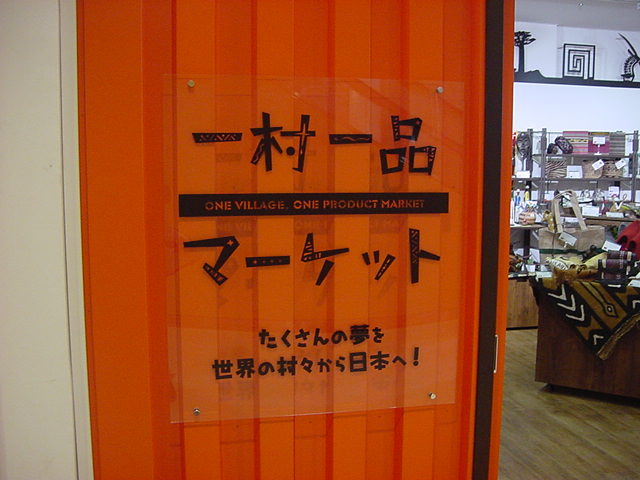 一村一品
ONE VILLAGE, ONE PRODUCT MARKET
マーケット
たくさんの夢を
世界の村々から日本へ!